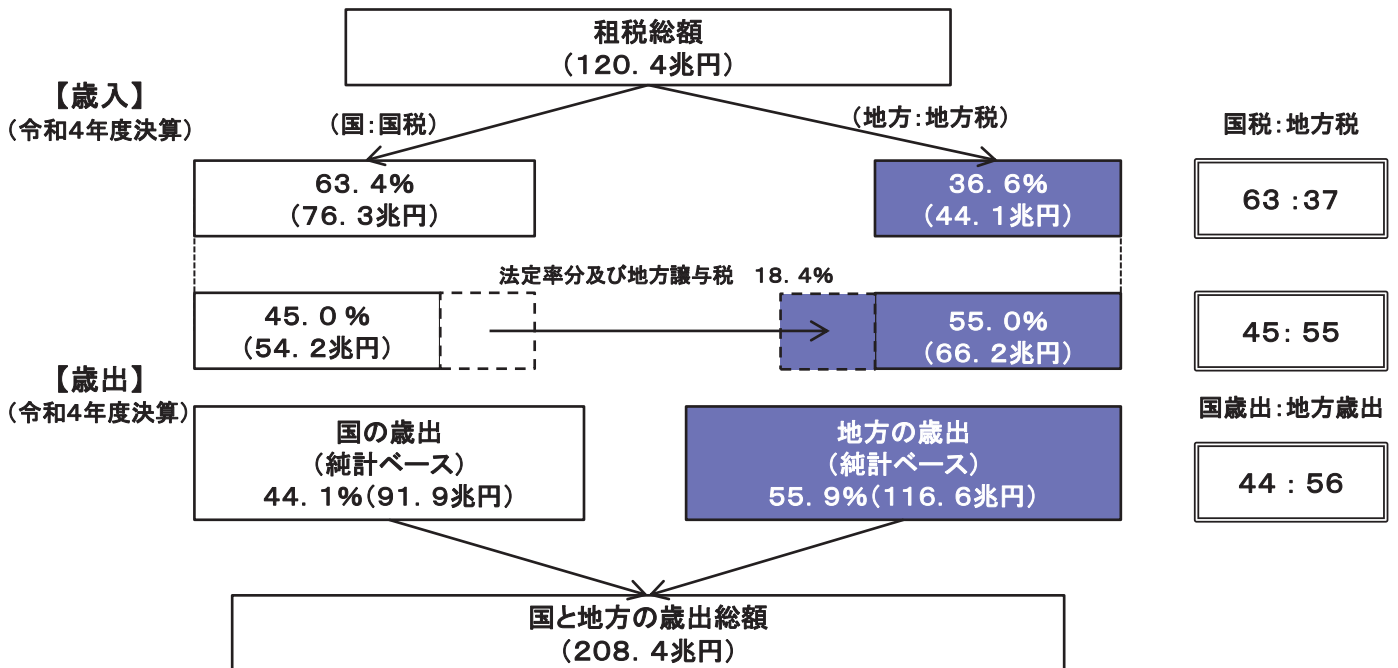 租税総額
(120.4兆円)
【歳入】
(令和4年度決算)
(国:国税)
(地方:地方税)
国税:地方税
63.4%
(76.3兆円)
36.6%
(44.1兆円)
63:37
法定率分及び地方譲与税 18.4%
45.0%
(54.2兆円)
55.0%
(66.2兆円)
45:55
【歳出】
(令和4年度決算)
国歳出:地方歳出
国の歳出
(純計ベース)
44.1%(91.9兆円)
地方の歳出
(純計ベース)
55.9%(116.6兆円)
44:56
国と地方の歳出総額
(208.4兆円)